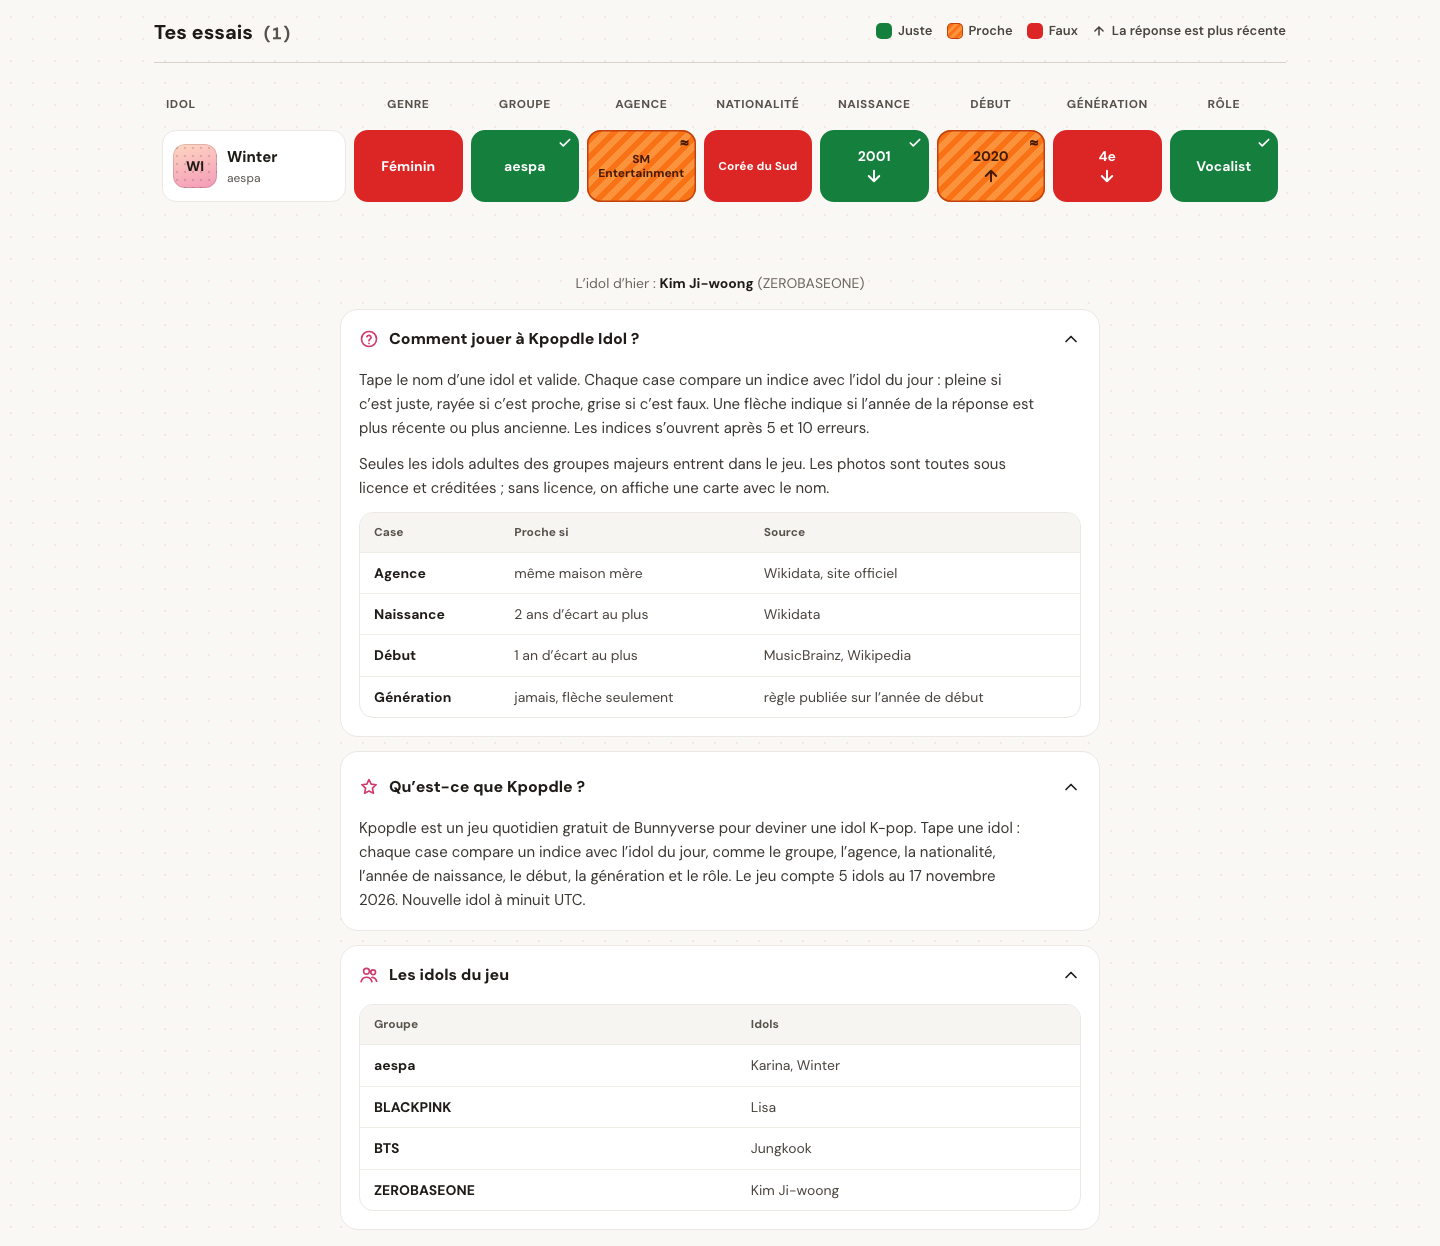 Tes essais (1)
Juste
Proche
Faux
↑ La réponse est plus récente
IDOL
GENRE
GROUPE
AGENCE
NATIONALITÉ
NAISSANCE
DÉBUT
GÉNÉRATION
RÔLE
WI
Winter
aespa
Féminin
aespa
SM
Entertainment
Corée du Sud
2001
↓
≈
2020
↑
4e
↓
Vocalist
L’idol d’hier : Kim Ji-woong (ZEROBASEONE)
Comment jouer à Kpopdle Idol ?
Tape le nom d’une idol et valide. Chaque case compare un indice avec l’idol du jour : pleine si
c’est juste, rayée si c’est proche, grise si c’est faux. Une flèche indique si l’année de la réponse est
plus récente ou plus ancienne. Les indices s’ouvrent après 5 et 10 erreurs.
Seules les idols adultes des groupes majeurs entrent dans le jeu. Les photos sont toutes sous
licence et créditées ; sans licence, on affiche une carte avec le nom.
Case Proche si Source
Agence même maison mère Wikidata, site officiel
Naissance 2 ans d’écart au plus Wikidata
Début 1 an d’écart au plus MusicBrainz, Wikipedia
Génération jamais, flèche seulement règle publiée sur l’année de début
Qu’est-ce que Kpopdle ?
Kpopdle est un jeu quotidien gratuit de Bunnyverse pour deviner une idol K-pop. Tape une idol :
chaque case compare un indice avec l’idol du jour, comme le groupe, l’agence, la nationalité,
l’année de naissance, le début, la génération et le rôle. Le jeu compte 5 idols au 17 novembre
2026. Nouvelle idol à minuit UTC.
Les idols du jeu
Groupe Idols
aespa Karina, Winter
BLACKPINK Lisa
BTS Jungkook
ZEROBASEONE Kim Ji-woong